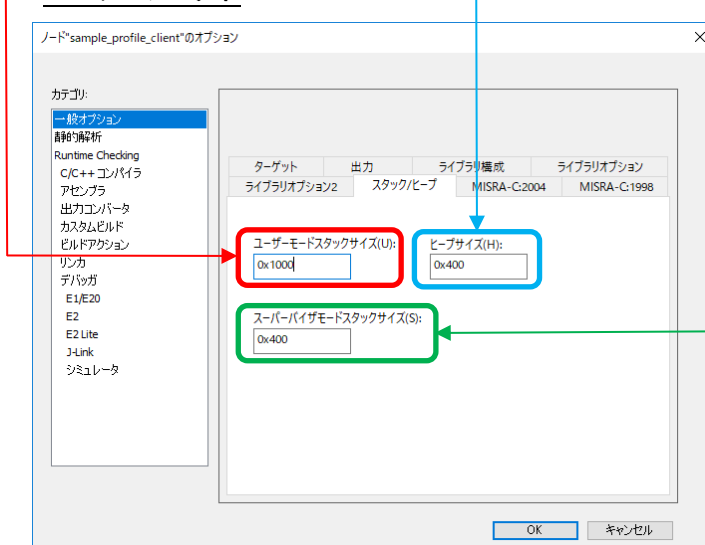 ノード"sample_profile_client"のオプション
カテゴリ:
一般オプション
静的解析
Runtime Checking
C/C++ コンパイラ
アセンブラ
出力コンバータ
カスタムビルド
ビルドアクション
リンカ
デバッガ
E1/E20
E2
E2 Lite
J-Link
シミュレータ
ターゲット 出力 ライブラリ構成 ライブラリオプション
ライブラリオプション2 スタック/ヒープ MISRA-C:2004 MISRA-C:1998
ユーザーモードスタックサイズ(U): ヒープサイズ(H):
0x1000 0x400
スーパーバイザモードスタックサイズ(S):
0x400
OK キャンセル